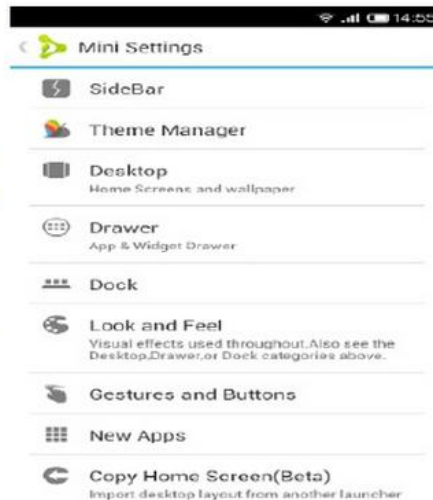 14:55
Mini Settings
SideBar
Theme Manager
Desktop
Home Screens and wallpaper
Drawer
App & Widget Drawer
Dock
Look and Feel
Visual effects used throughout.Also see the
Desktop,Drawer,or Dock categories above.
Gestures and Buttons
New Apps
Copy Home Screen(Beta)
Import desktop layout from another launcher